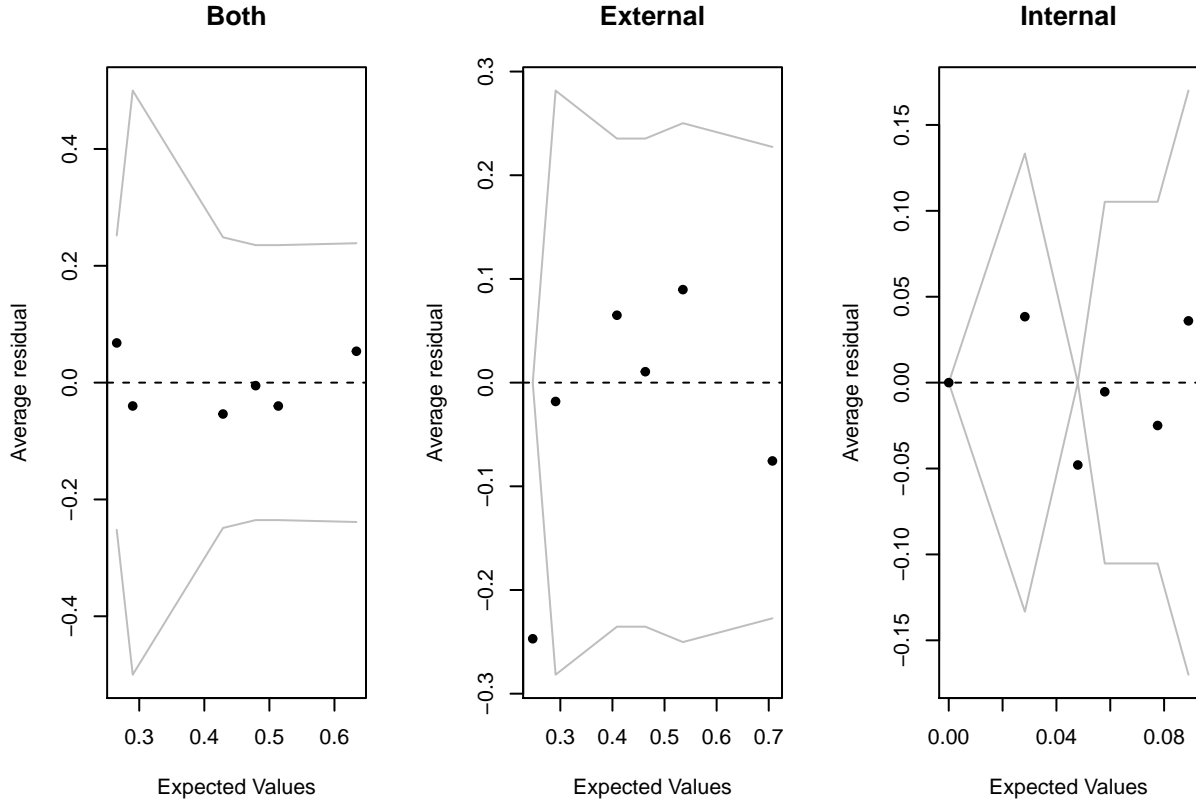 Both
Average residual
0.4
0.2
0.0
−0.2
−0.4
0.3 0.4 0.5 0.6
Expected Values
External
Average residual
0.3
0.2
0.1
0.0
−0.1
−0.2
−0.3
0.3 0.4 0.5 0.6 0.7
Expected Values
Internal
Average residual
0.15
0.10
0.05
0.00
−0.05
−0.10
−0.15
0.00 0.04 0.08
Expected Values